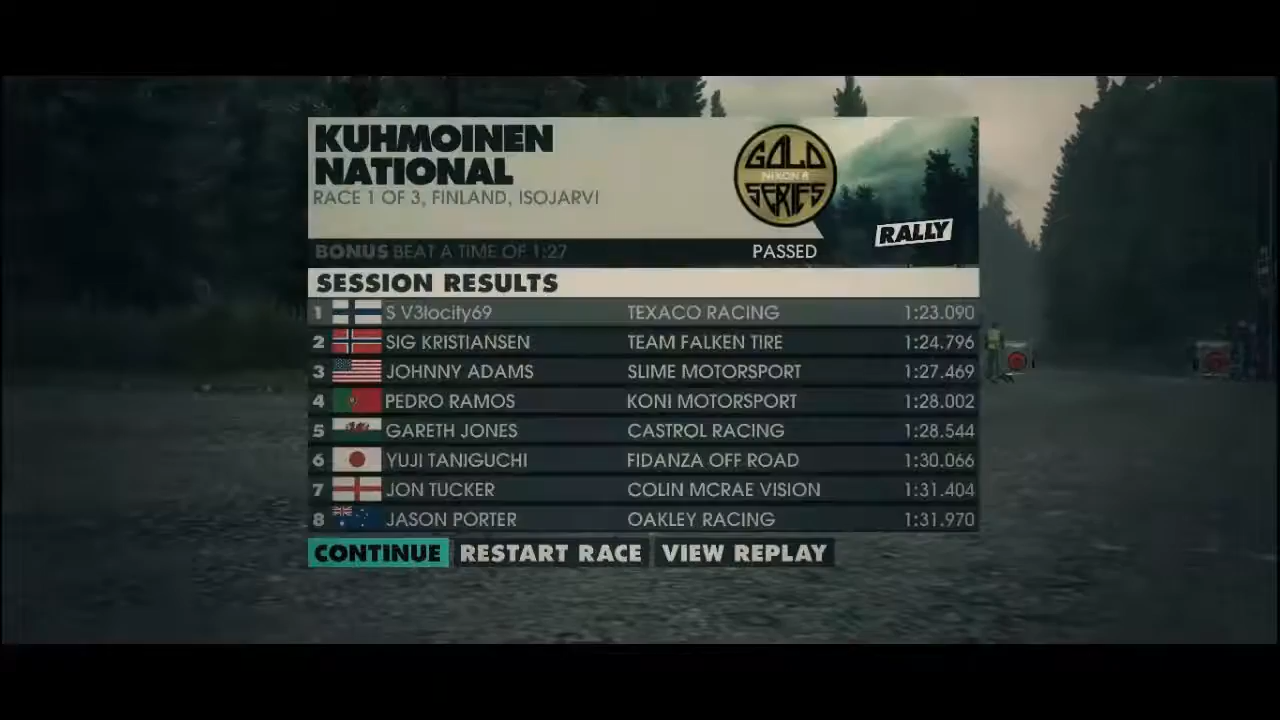 KUHMOINEN
NATIONAL
RACE 1 OF 3, FINLAND, ISOJARVI
GOLD
NIXON 8
SERIES
RALLY
BONUS BEAT A TIME OF 1:27 PASSED
SESSION RESULTS
1 S V3locity69 TEXACO RACING 1:23.090
2 SIG KRISTIANSEN TEAM FALKEN TIRE 1:24.796
3 JOHNNY ADAMS SLIME MOTORSPORT 1:27.469
4 PEDRO RAMOS KONI MOTORSPORT 1:28.002
5 GARETH JONES CASTROL RACING 1:28.544
6 YUJI TANIGUCHI FIDANZA OFF ROAD 1:30.066
7 JON TUCKER COLIN MCRAE VISION 1:31.404
8 JASON PORTER OAKLEY RACING 1:31.970
CONTINUE RESTART RACE VIEW REPLAY